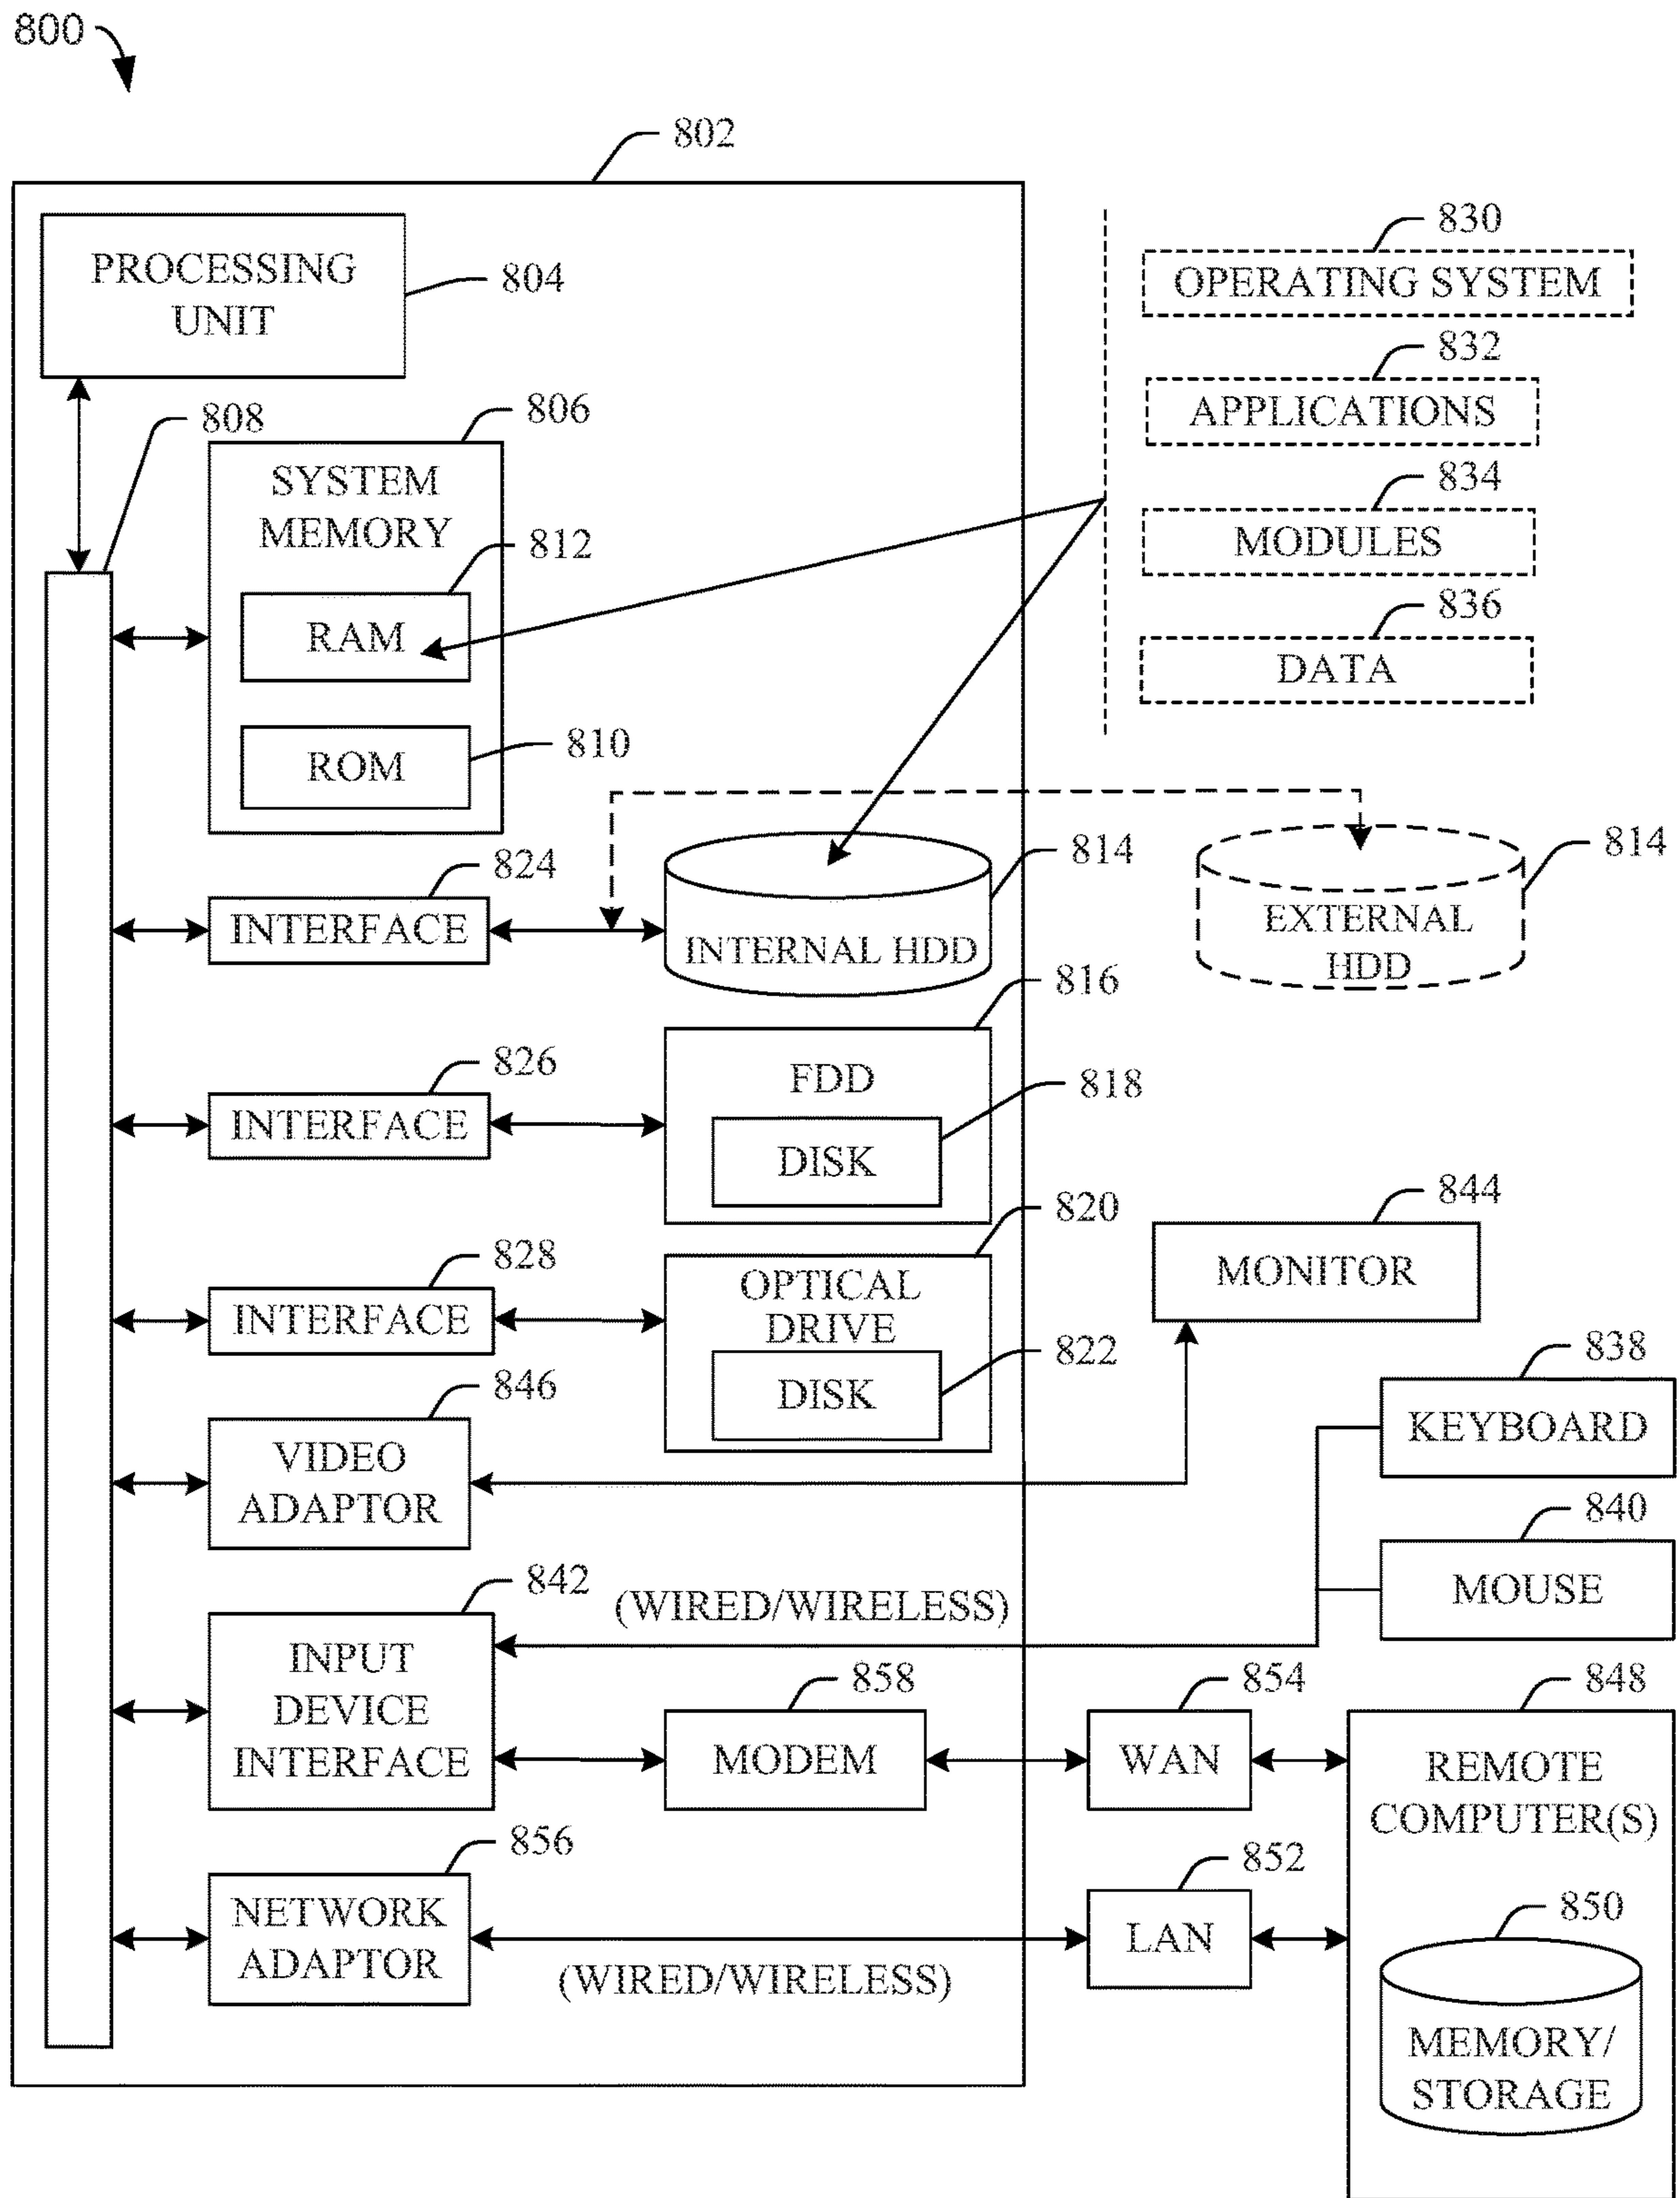 800
802
PROCESSING
UNIT
804
830
OPERATING SYSTEM
832
APPLICATIONS
834
MODULES
836
DATA
808
806
SYSTEM
MEMORY
812
RAM
810
ROM
824
INTERFACE
814
INTERNAL HDD
814
EXTERNAL
HDD
826
INTERFACE
816
FDD
818
DISK
828
INTERFACE
820
OPTICAL
DRIVE
822
DISK
844
MONITOR
846
VIDEO
ADAPTOR
838
KEYBOARD
840
MOUSE
842
INPUT
DEVICE
INTERFACE
(WIRED/WIRELESS)
858
MODEM
854
WAN
848
REMOTE
COMPUTER(S)
856
NETWORK
ADAPTOR
(WIRED/WIRELESS)
852
LAN
850
MEMORY/
STORAGE